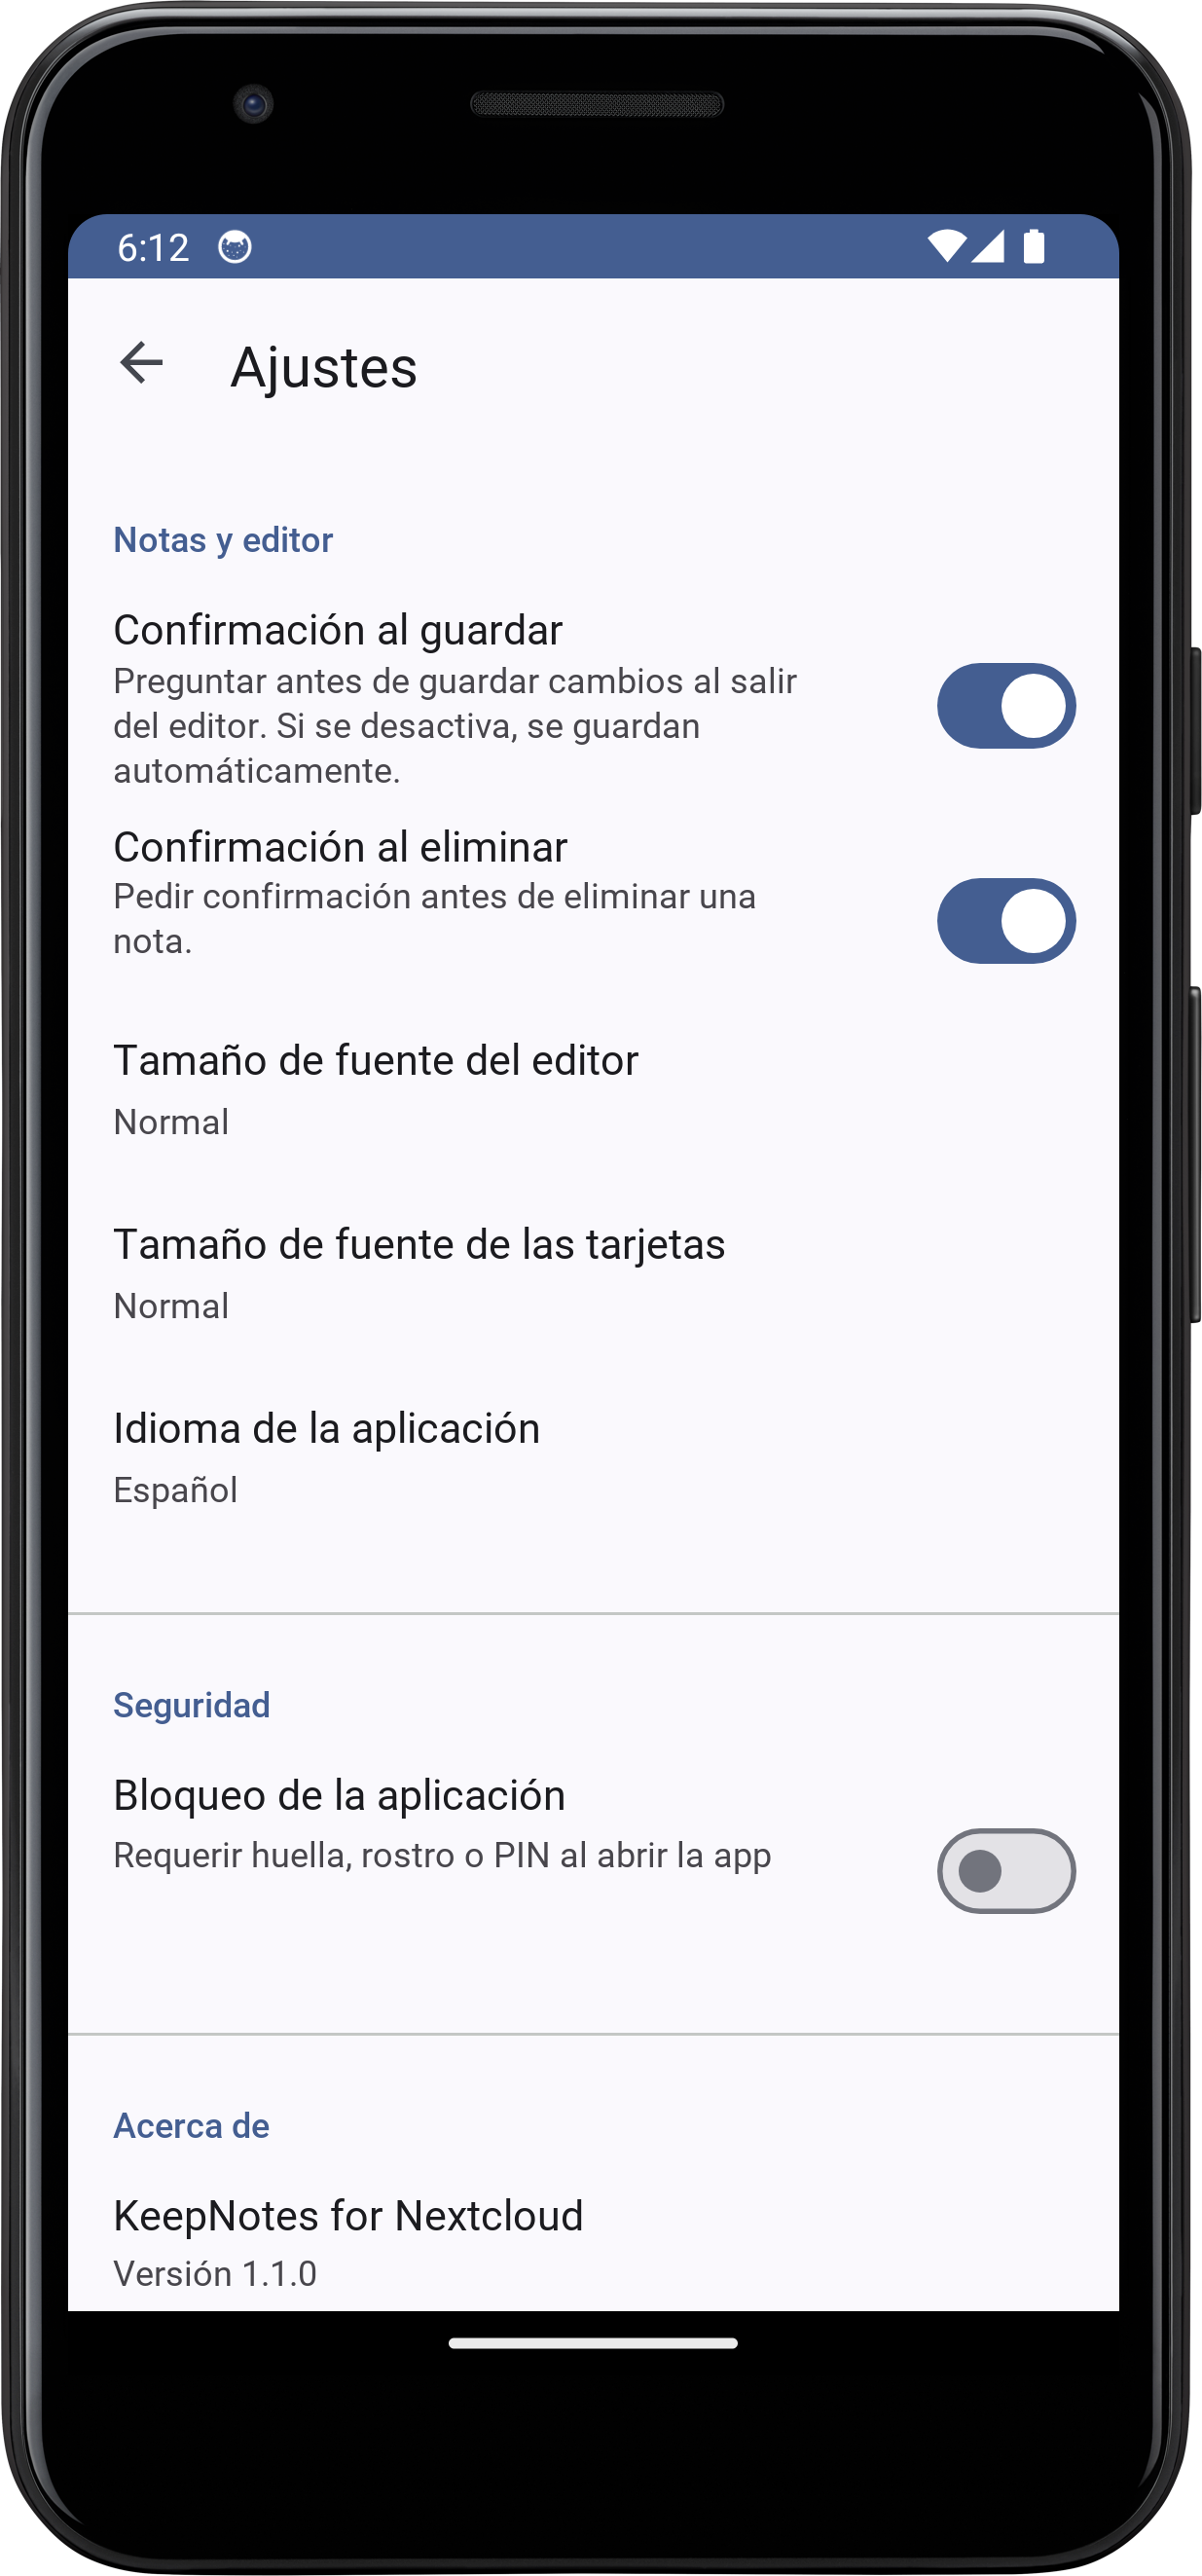 6:12
Ajustes
Notas y editor
Confirmación al guardar
Preguntar antes de guardar cambios al salir
del editor. Si se desactiva, se guardan
automáticamente.
Confirmación al eliminar
Pedir confirmación antes de eliminar una
nota.
Tamaño de fuente del editor
Normal
Tamaño de fuente de las tarjetas
Normal
Idioma de la aplicación
Español
Seguridad
Bloqueo de la aplicación
Requerir huella, rostro o PIN al abrir la app
Acerca de
KeepNotes for Nextcloud
Versión 1.1.0